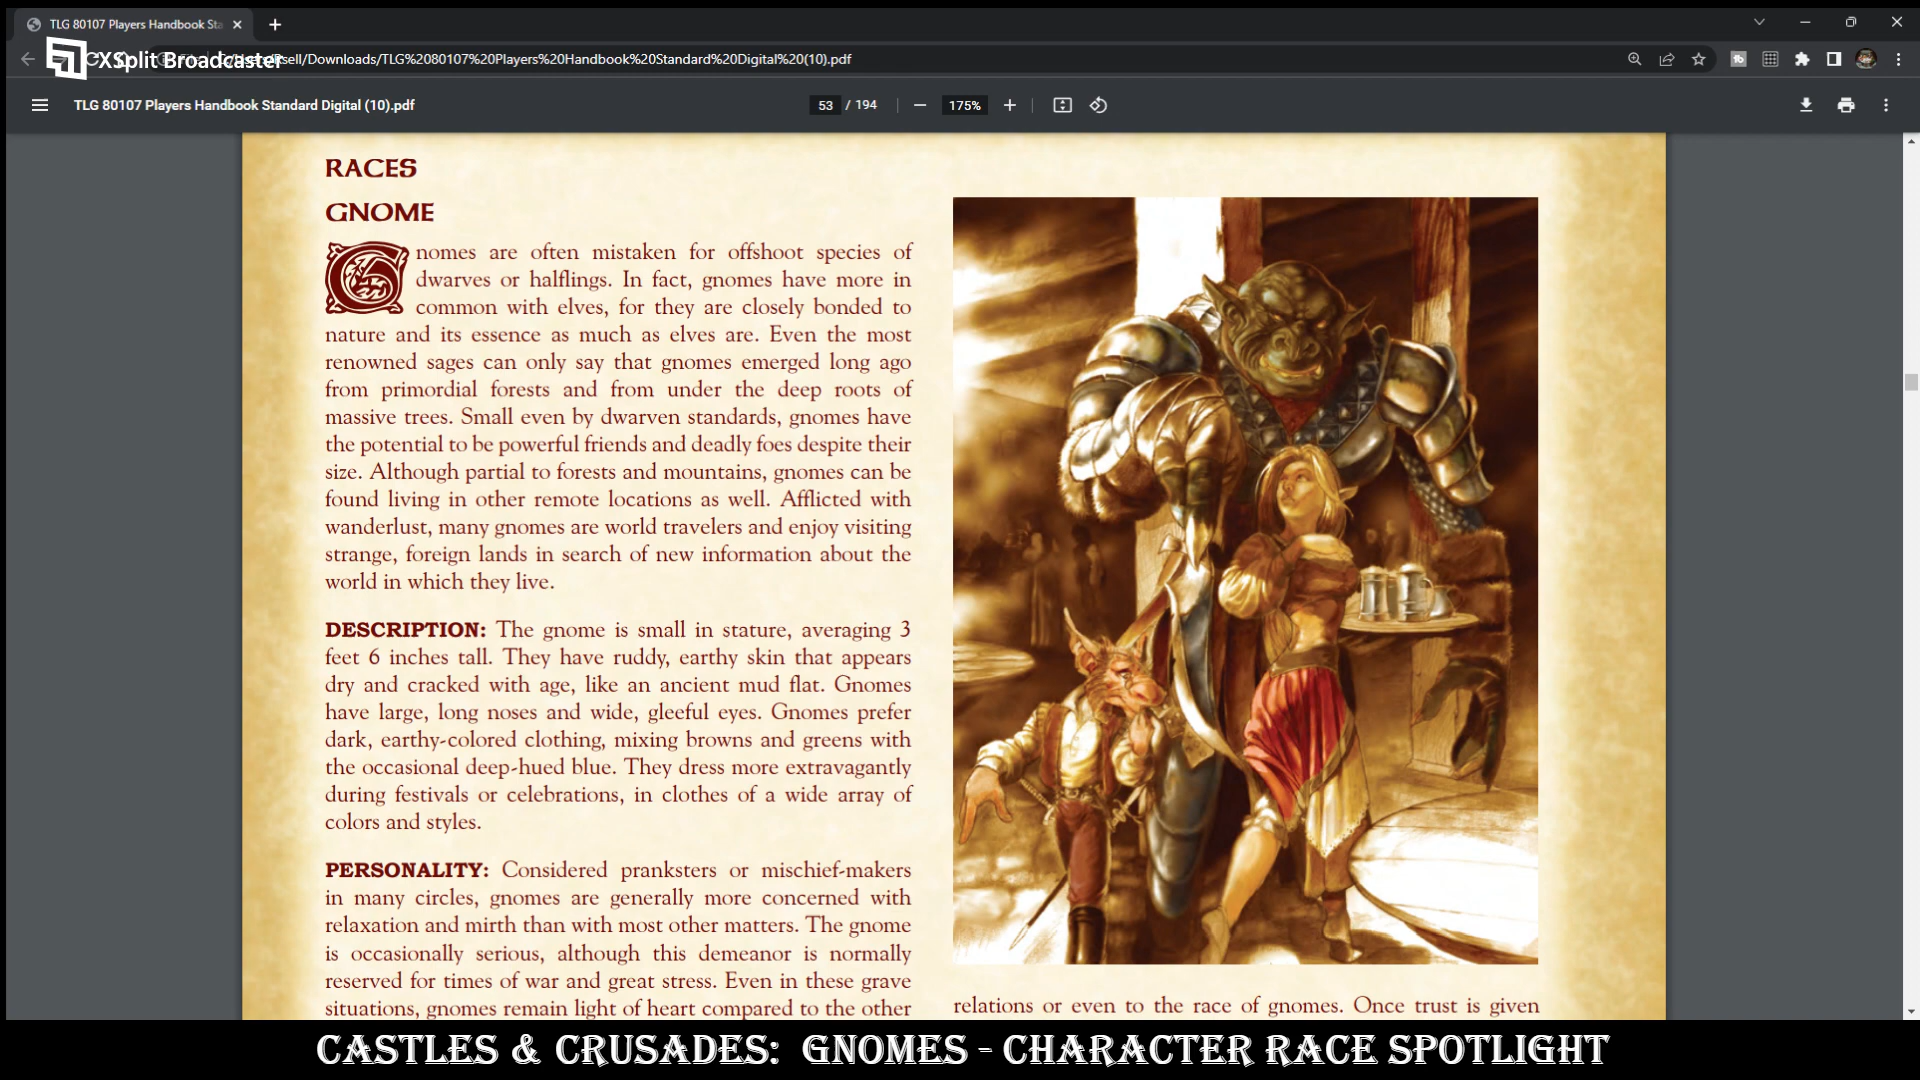 TLG 80107 Players Handbook Sta
XSplit Broadcaster
sell/Downloads/TLG%2080107%20Players%20Handbook%20Standard%20Digital%20(10).pdf
TLG 80107 Players Handbook Standard Digital (10).pdf
53 / 194
175%
RACES
GNOME
Gnomes are often mistaken for offshoot species of
dwarves or halflings. In fact, gnomes have more in
common with elves, for they are closely bonded to
nature and its essence as much as elves are. Even the most
renowned sages can only say that gnomes emerged long ago
from primordial forests and from under the deep roots of
massive trees. Small even by dwarven standards, gnomes have
the potential to be powerful friends and deadly foes despite their
size. Although partial to forests and mountains, gnomes can be
found living in other remote locations as well. Afflicted with
wanderlust, many gnomes are world travelers and enjoy visiting
strange, foreign lands in search of new information about the
world in which they live.
DESCRIPTION: The gnome is small in stature, averaging 3
feet 6 inches tall. They have ruddy, earthy skin that appears
dry and cracked with age, like an ancient mud flat. Gnomes
have large, long noses and wide, gleeful eyes. Gnomes prefer
dark, earthy-colored clothing, mixing browns and greens with
the occasional deep-hued blue. They dress more extravagantly
during festivals or celebrations, in clothes of a wide array of
colors and styles.
PERSONALITY: Considered pranksters or mischief-makers
in many circles, gnomes are generally more concerned with
relaxation and mirth than with most other matters. The gnome
is occasionally serious, although this demeanor is normally
reserved for times of war and great stress. Even in these grave
situations, gnomes remain light of heart compared to the other
relations or even to the race of gnomes. Once trust is given
CASTLES & CRUSADES: GNOMES - CHARACTER RACE SPOTLIGHT